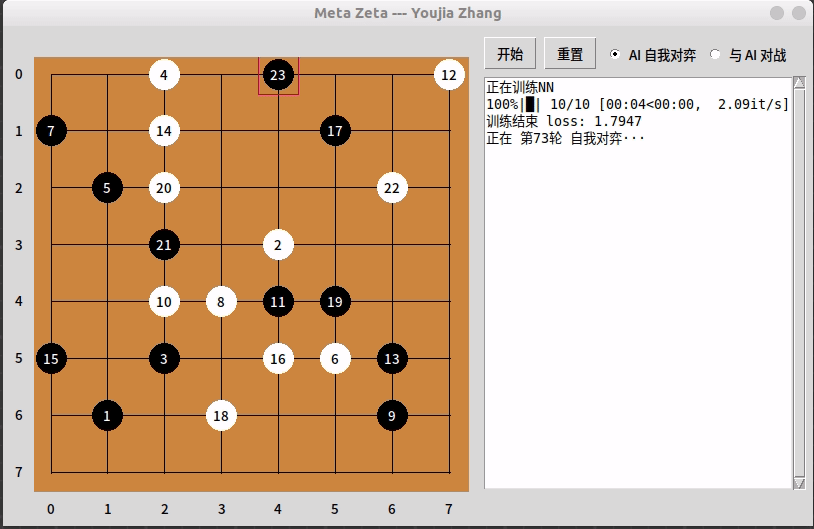 Meta Zeta --- Youjia Zhang
开始 重置 AI 自我对弈 与 AI 对战
正在训练NN
100%|█| 10/10 [00:04<00:00,  2.09it/s]
训练结束 loss: 1.7947
正在 第73轮 自我对弈···
0 4 23 12
1 7 14 17
2 5 20 22
3 21 2
4 10 8 11 19
5 15 3 16 6 13
6 1 18 9
7
0 1 2 3 4 5 6 7